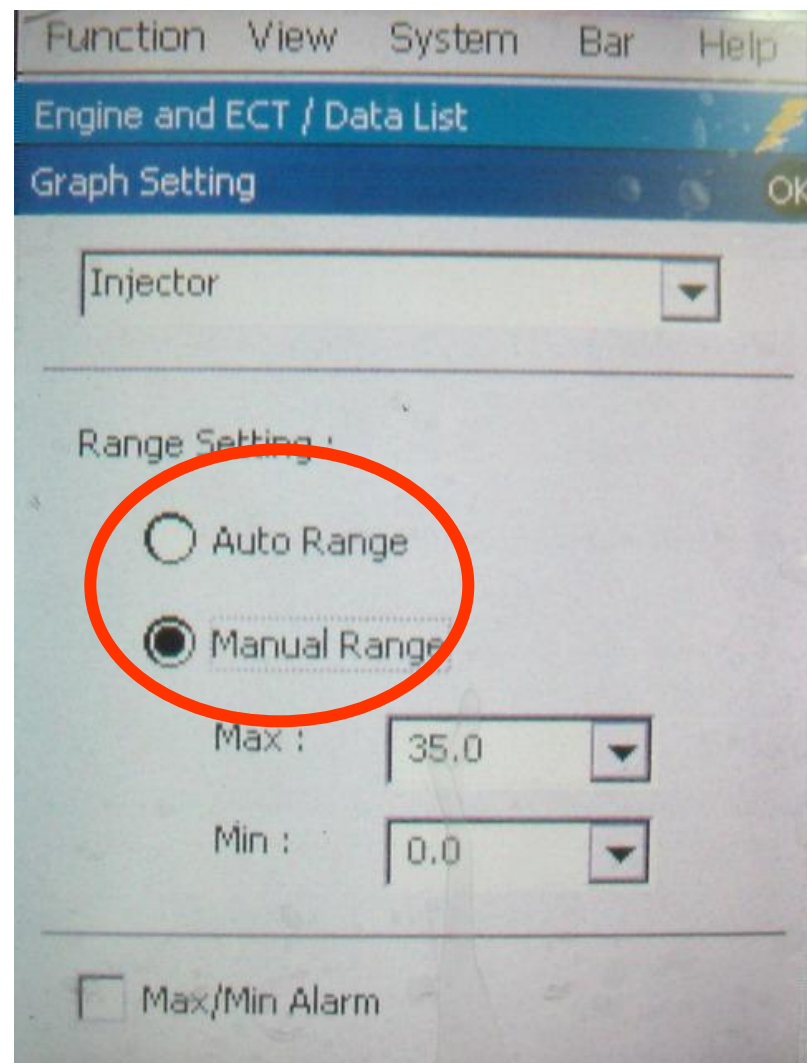 Function View System Bar Help
Engine and ECT / Data List
Graph Setting OK
Injector
Range Setting :
Auto Range
Manual Range
Max : 35.0
Min : 0.0
Max/Min Alarm